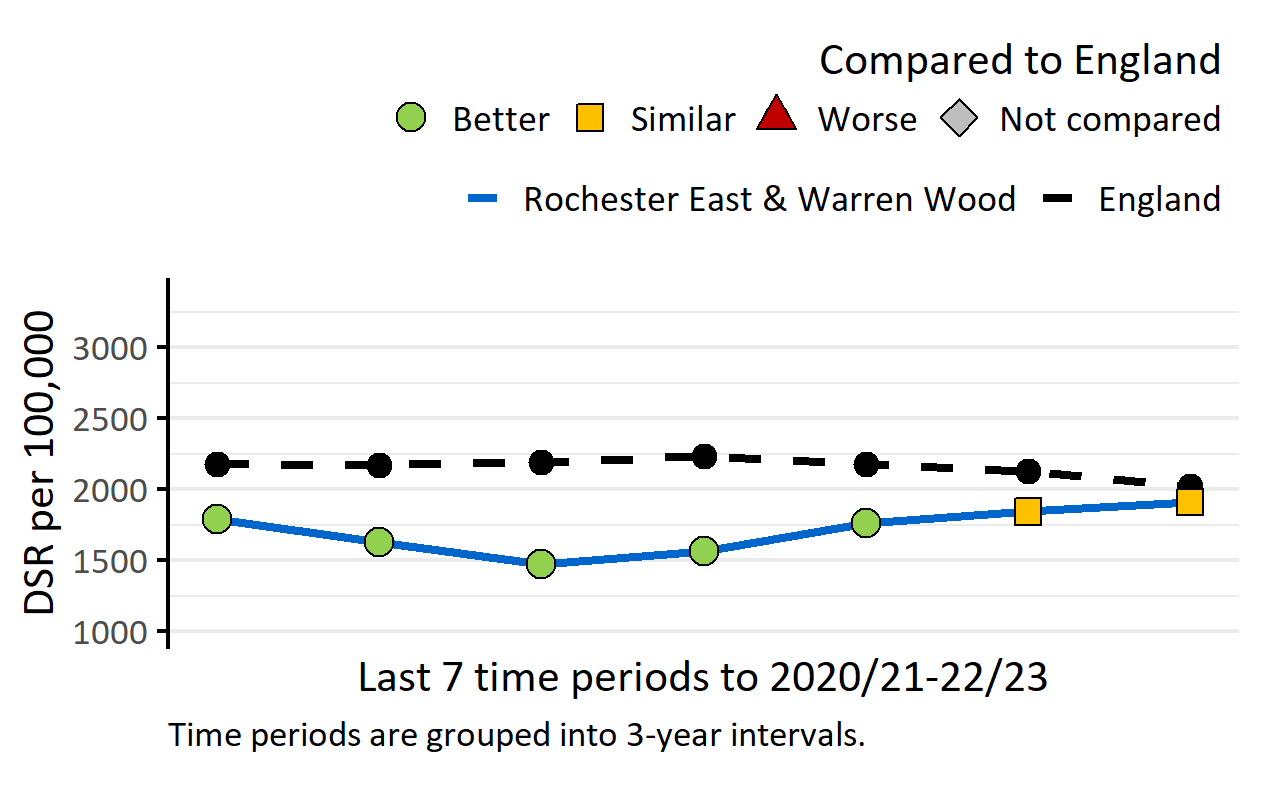 Compared to England
Better Similar Worse Not compared
Rochester East & Warren Wood England
DSR per 100,000
3000
2500
2000
1500
1000
Last 7 time periods to 2020/21-22/23
Time periods are grouped into 3-year intervals.